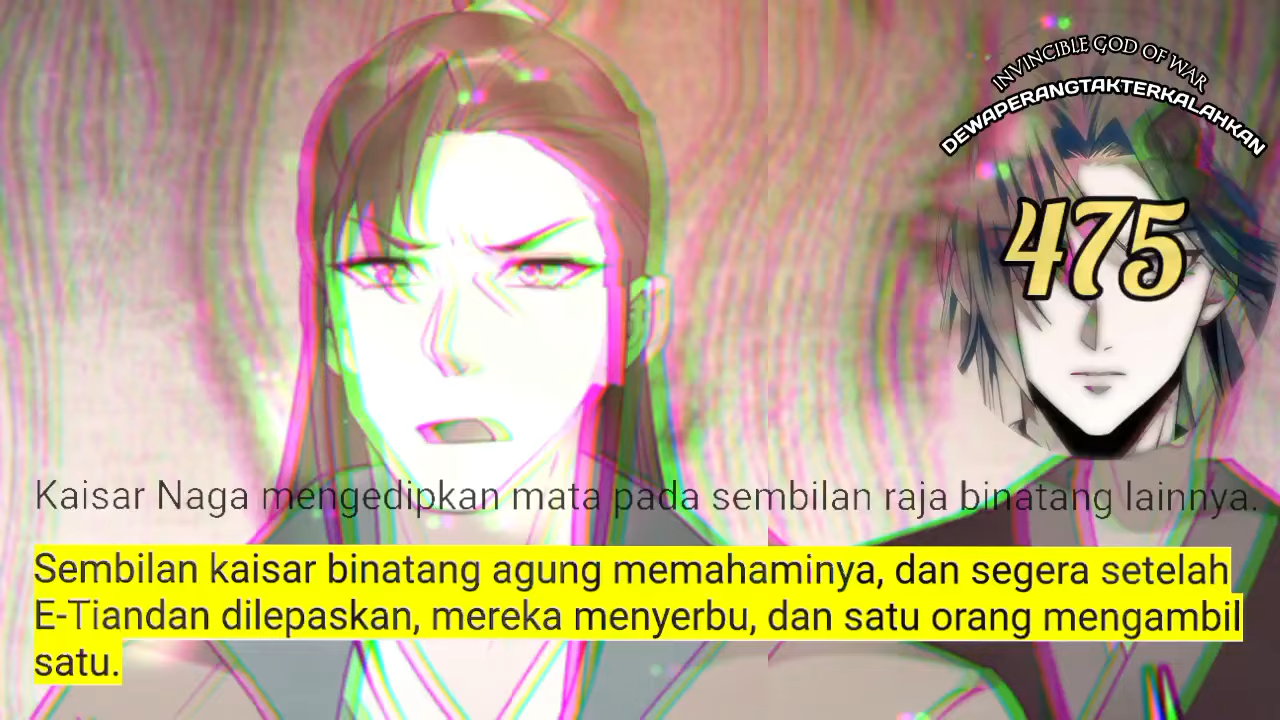 INVINCIBLE GOD OF WAR
DEWAPERANGTAKTERKALAHKAN
475
Kaisar Naga mengedipkan mata pada sembilan raja binatang lainnya.
Sembilan kaisar binatang agung memahaminya, dan segera setelah
E-Tiandan dilepaskan, mereka menyerbu, dan satu orang mengambil
satu.